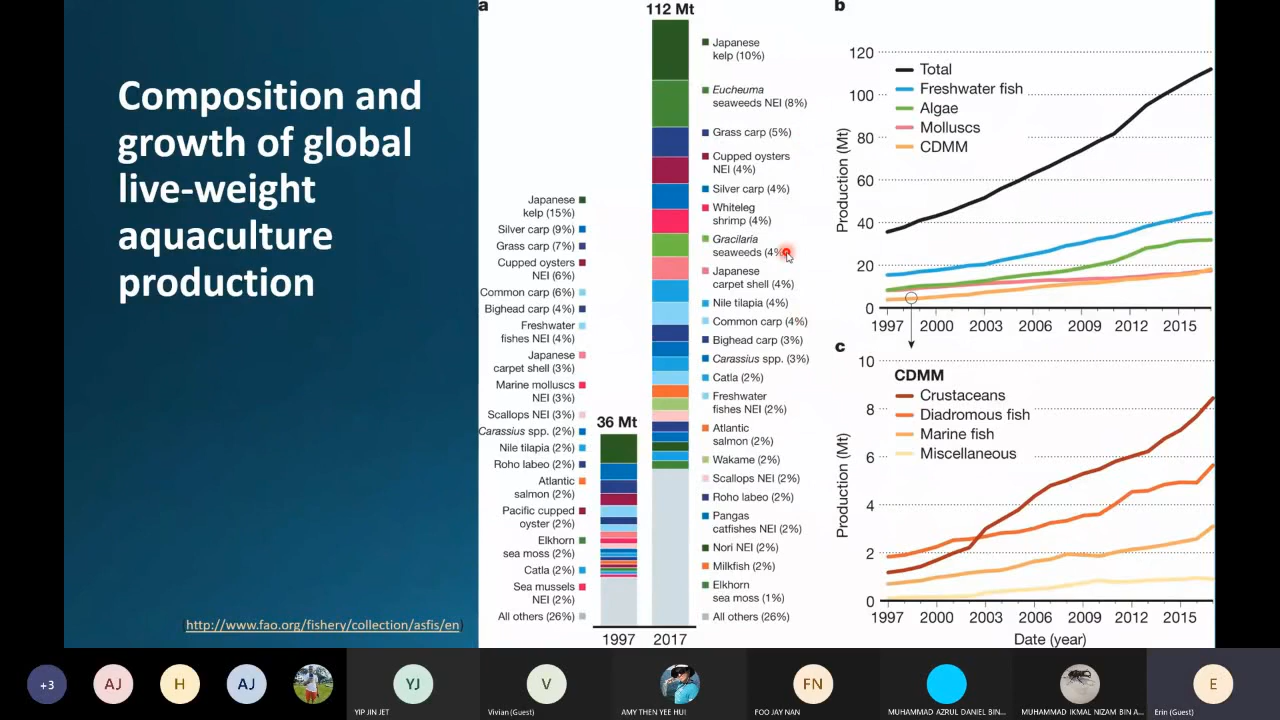 Composition and
growth of global
live-weight
aquaculture
production
(http://www.fao.org/fishery/collection/asfis/en)
a
112 Mt
Japanese
kelp (10%)
Eucheuma
seaweeds NEI (8%)
Grass carp (5%)
Cupped oysters
NEI (4%)
Silver carp (4%)
Whiteleg
shrimp (4%)
Gracilaria
seaweeds (4%
Japanese
carpet shell (4%)
Nile tilapia (4%)
Common carp (4%)
Bighead carp (3%)
Carassius spp. (3%)
Catla (2%)
Freshwater
fishes NEI (2%)
Atlantic
salmon (2%)
Wakame (2%)
Scallops NEI (2%)
Roho labeo (2%)
Pangas
catfishes NEI (2%)
Nori NEI (2%)
Milkfish (2%)
Elkhorn
sea moss (1%)
All others (26%)
Japanese
kelp (15%)
Silver carp (9%)
Grass carp (7%)
Cupped oysters
NEI (6%)
Common carp (6%)
Bighead carp (4%)
Freshwater
fishes NEI (4%)
Japanese
carpet shell (3%)
Marine molluscs
NEI (3%)
Scallops NEI (3%)
Carassius spp. (2%)
Nile tilapia (2%)
Roho labeo (2%)
Atlantic
salmon (2%)
Pacific cupped
oyster (2%)
Elkhorn
sea moss (2%)
Catla (2%)
Sea mussels
NEI (2%)
All others (26%)
36 Mt
1997 2017
b
Production (Mt)
120
100
80
60
40
20
0
Total
Freshwater fish
Algae
Molluscs
CDMM
1997 2000 2003 2006 2009 2012 2015
c
Production (Mt)
10
8
6
4
2
0
CDMM
Crustaceans
Diadromous fish
Marine fish
Miscellaneous
1997 2000 2003 2006 2009 2012 2015
Date (year)
+3
AJ
H
AJ
YJ
YIP JIN JET
V
Vivian (Guest)
AMY THEN YEE HUI
FN
FOO JAY NAN
MUHAMMAD AZRUL DANIEL BIN...
MUHAMMAD IKMAL NIZAM BIN A...
E
Erin (Guest)